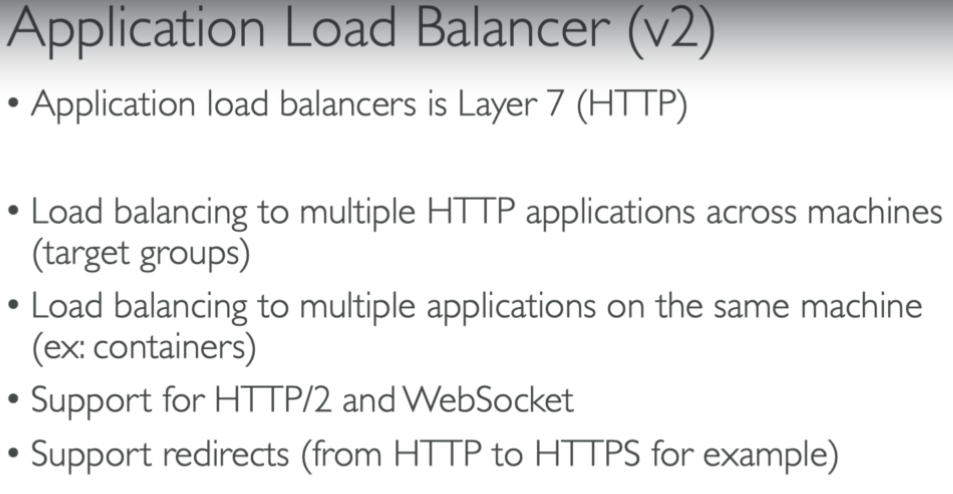 Application Load Balancer (v2)
• Application load balancers is Layer 7 (HTTP)
• Load balancing to multiple HTTP applications across machines
(target groups)
• Load balancing to multiple applications on the same machine
(ex: containers)
• Support for HTTP/2 and WebSocket
• Support redirects (from HTTP to HTTPS for example)